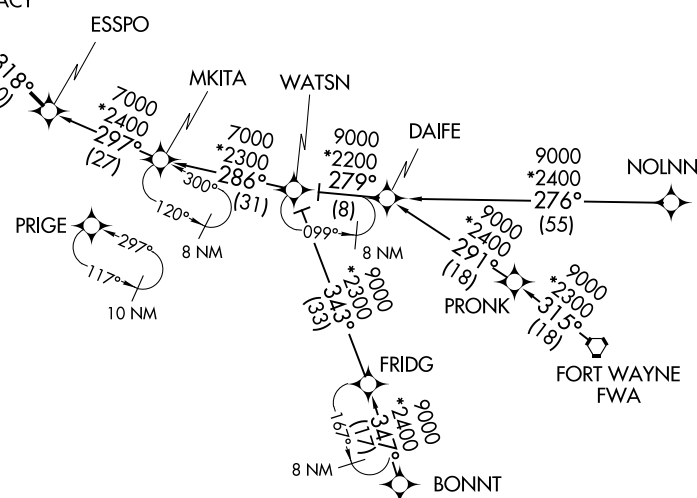 ACY
ESSPO
318°
7000
*2400
297°
(27)
MKITA
7000
*2300
286°
(31)
WATSN
9000
*2200
279°
(8)
DAIFE
9000
*2400
276°
(55)
NOLNN
300°
120°
8 NM
099°
8 NM
PRIGE
297°
117°
10 NM
9000
*2400
291°
(18)
PRONK
9000
*2300
315°
(18)
FORT WAYNE
FWA
9000
*2300
343°
(33)
FRIDG
9000
*2400
347°
(17)
167°
8 NM
BONNT